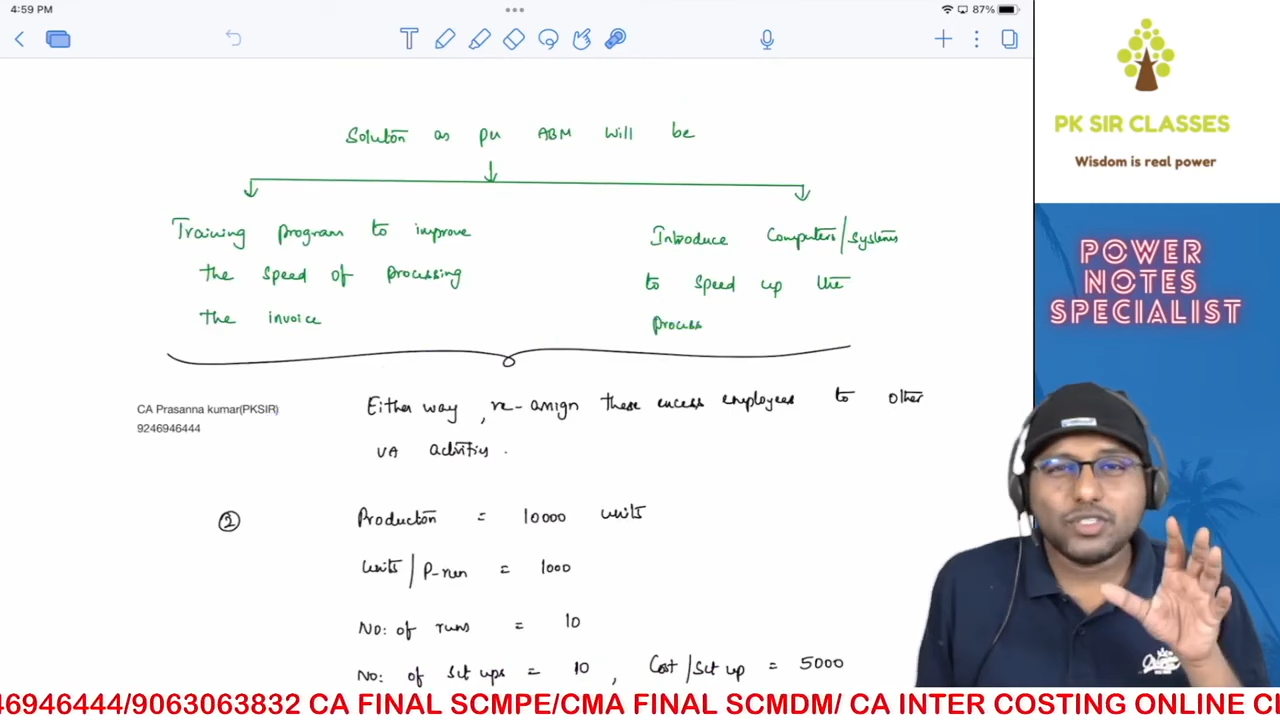 4:59 PM
87%
T
PK SIR CLASSES
Wisdom is real power
POWER
NOTES
SPECIALIST
Soluton as per ABM will be
Training program to improve
the speed of processing
the invoice
Introduce Computers/Systems
to speed up the
process
CA Prasanna kumar(PKSIR)
9246946444
Either way, re-assign these excess employees to other
VA activities.
② Producton = 10000 units
units/P-run = 1000
No: of runs = 10
No: of set ups = 10, Cost/set up = 5000
46946444/9063063832 CA FINAL SCMPE/CMA FINAL SCMDM/ CA INTER COSTING ONLINE